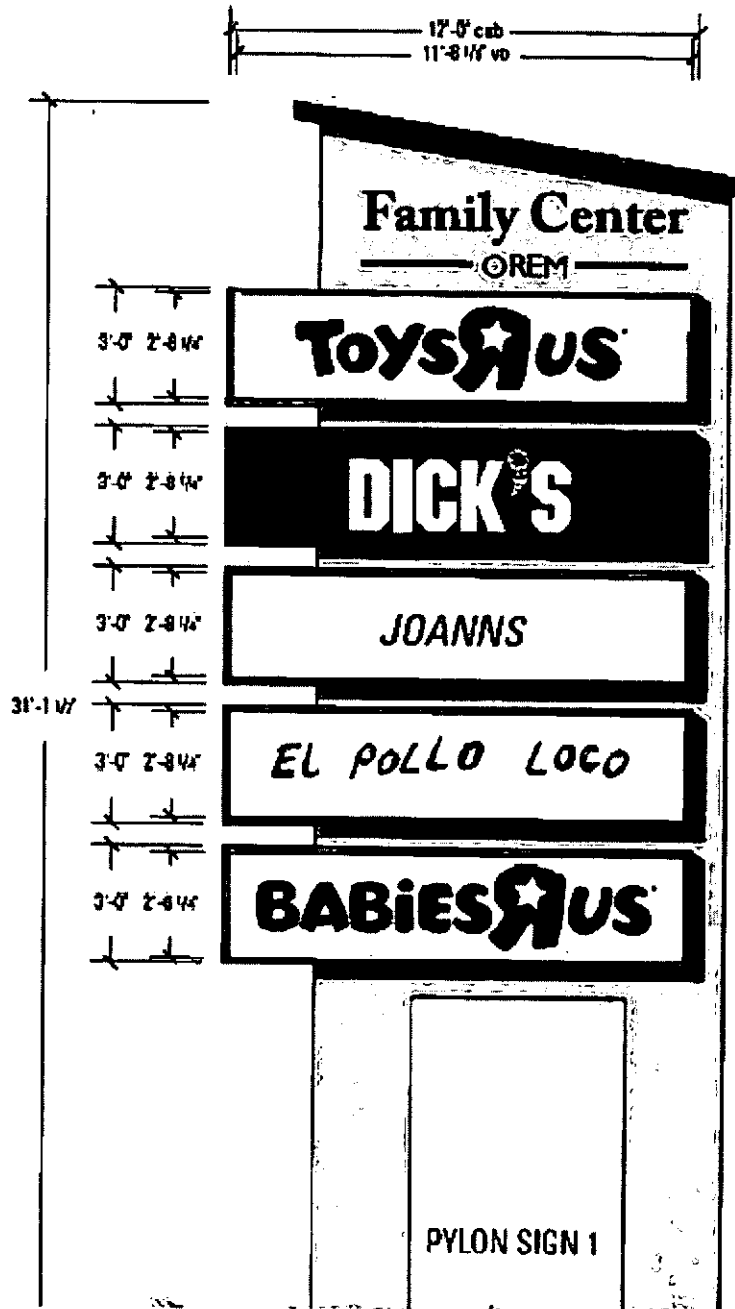 12'-0" cab
11'-8 1/4" vo
Family Center
OREM
3'-0" 2'-8 1/4"
TOYS R US
3'-0" 2'-8 1/4"
DICK'S
3'-0" 2'-8 1/4"
JOANNS
31'-1 1/2"
3'-0" 2'-8 1/4"
EL POLLO LOCO
3'-0" 2'-8 1/4"
BABiES R US
PYLON SIGN 1